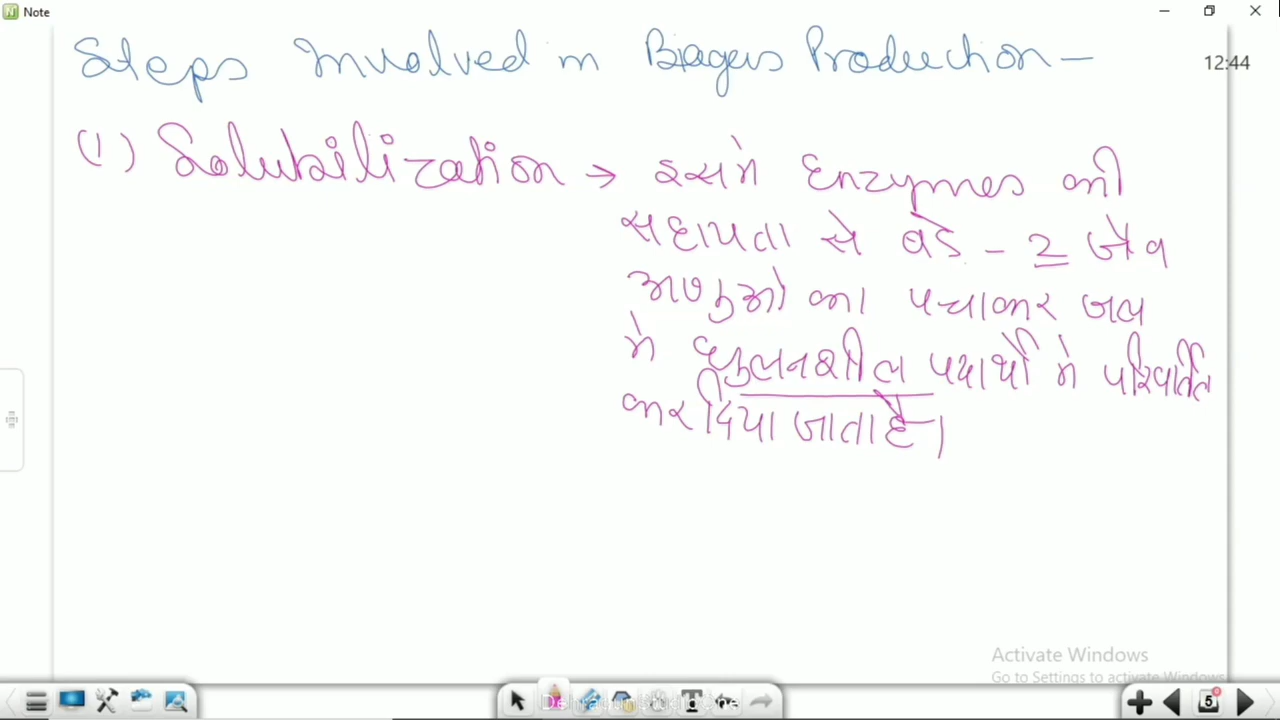 Note
Steps Involved in Biogas Production –
12:44
(1) Solubilization → इसमें Enzymes की
सहायता से बडे - 2 जैव
अणुओं का पचाकर जल
मे घुलनशील पदार्थों मे परिवर्तित
कर दिया जाता है।
Activate Windows
Go to Settings to activate Windows.
5